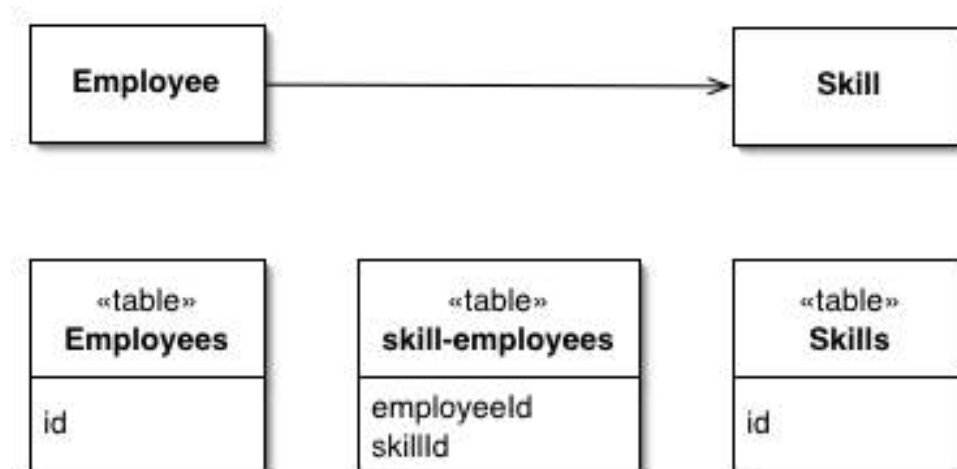 Employee
Skill
«table»
Employees
id
«table»
skill-employees
employeeId
skillId
«table»
Skills
id